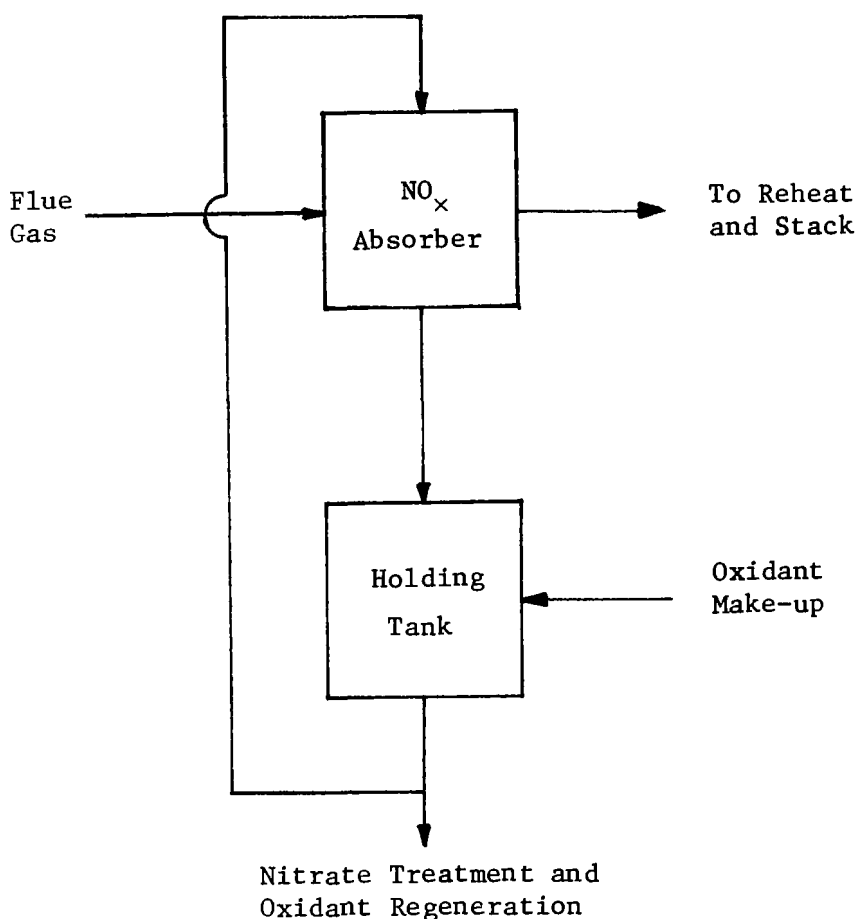 NOx
Absorber
Flue
Gas
To Reheat
and Stack
Holding
Tank
Oxidant
Make-up
Nitrate Treatment and
Oxidant Regeneration